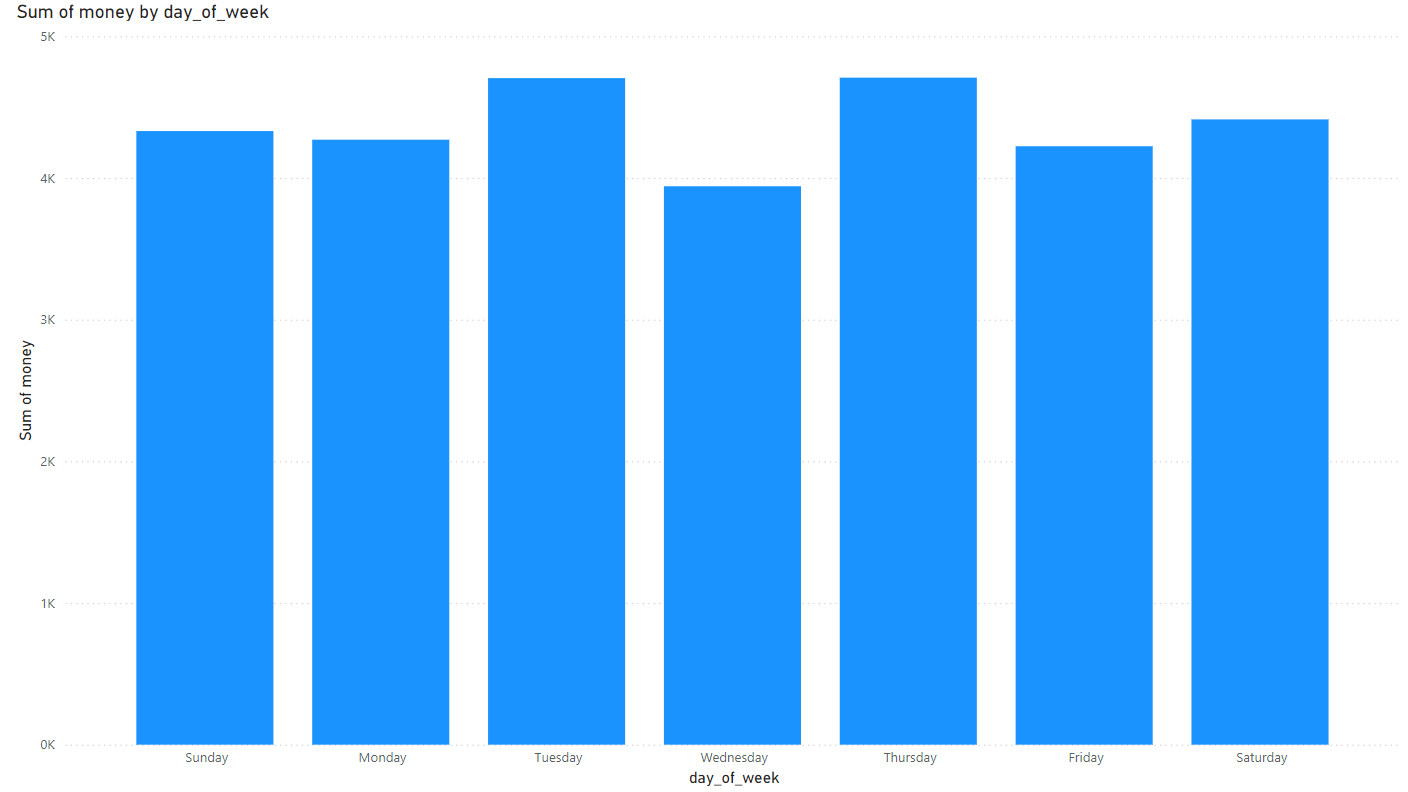 Sum of money by day_of_week
5K
4K
3K
2K
1K
0K
Sum of money
Sunday Monday Tuesday Wednesday Thursday Friday Saturday
day_of_week